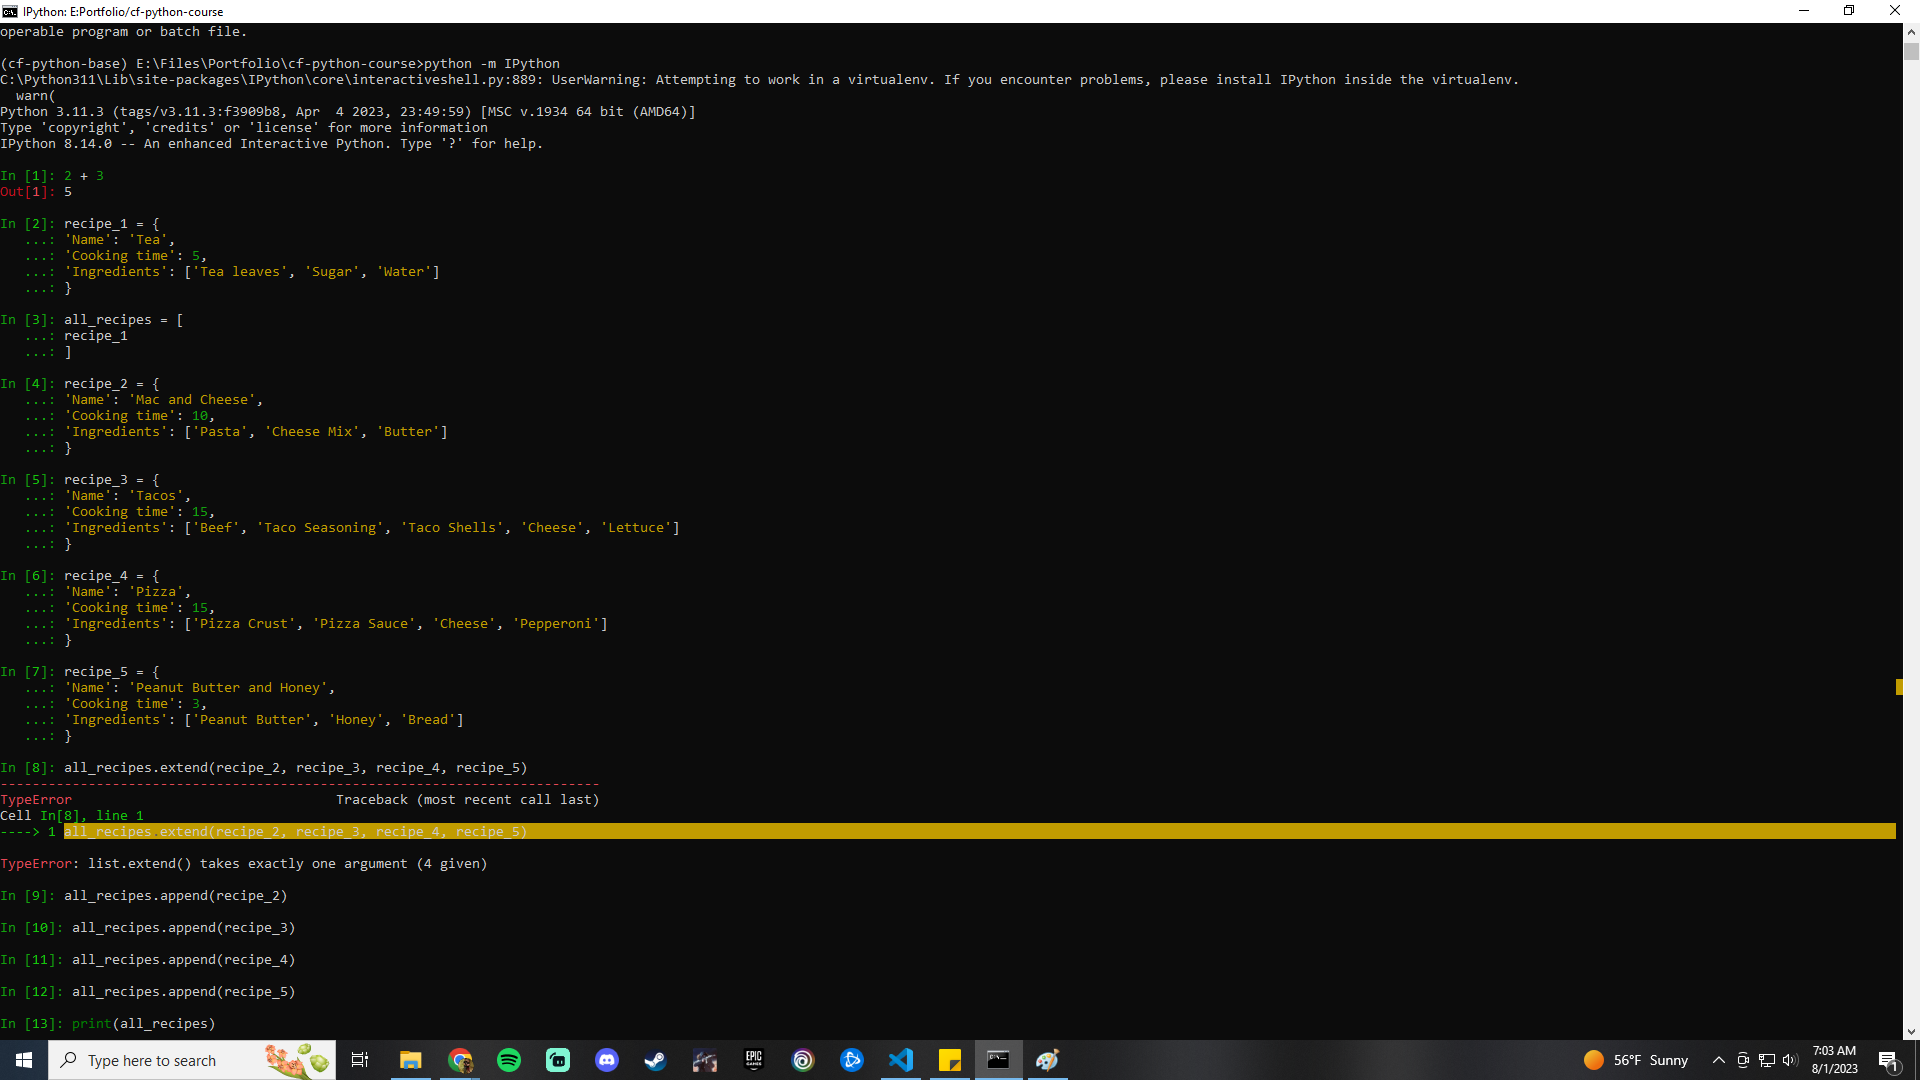 IPython: E:Portfolio/cf-python-course
operable program or batch file.
(cf-python-base) E:\Files\Portfolio\cf-python-course>python -m IPython
C:\Python311\Lib\site-packages\IPython\core\interactiveshell.py:889: UserWarning: Attempting to work in a virtualenv. If you encounter problems, please install IPython inside the virtualenv.
  warn(
Python 3.11.3 (tags/v3.11.3:f3909b8, Apr  4 2023, 23:49:59) [MSC v.1934 64 bit (AMD64)]
Type 'copyright', 'credits' or 'license' for more information
IPython 8.14.0 -- An enhanced Interactive Python. Type '?' for help.
In [1]: 2 + 3
Out[1]: 5
In [2]: recipe_1 = {
   ...: 'Name': 'Tea',
   ...: 'Cooking time': 5,
   ...: 'Ingredients': ['Tea leaves', 'Sugar', 'Water']
   ...: }
In [3]: all_recipes = [
   ...: recipe_1
   ...: ]
In [4]: recipe_2 = {
   ...: 'Name': 'Mac and Cheese',
   ...: 'Cooking time': 10,
   ...: 'Ingredients': ['Pasta', 'Cheese Mix', 'Butter']
   ...: }
In [5]: recipe_3 = {
   ...: 'Name': 'Tacos',
   ...: 'Cooking time': 15,
   ...: 'Ingredients': ['Beef', 'Taco Seasoning', 'Taco Shells', 'Cheese', 'Lettuce']
   ...: }
In [6]: recipe_4 = {
   ...: 'Name': 'Pizza',
   ...: 'Cooking time': 15,
   ...: 'Ingredients': ['Pizza Crust', 'Pizza Sauce', 'Cheese', 'Pepperoni']
   ...: }
In [7]: recipe_5 = {
   ...: 'Name': 'Peanut Butter and Honey',
   ...: 'Cooking time': 3,
   ...: 'Ingredients': ['Peanut Butter', 'Honey', 'Bread']
   ...: }
In [8]: all_recipes.extend(recipe_2, recipe_3, recipe_4, recipe_5)
---------------------------------------------------------------------------
TypeError                                 Traceback (most recent call last)
Cell In[8], line 1
----> 1 all_recipes.extend(recipe_2, recipe_3, recipe_4, recipe_5)
TypeError: list.extend() takes exactly one argument (4 given)
In [9]: all_recipes.append(recipe_2)
In [10]: all_recipes.append(recipe_3)
In [11]: all_recipes.append(recipe_4)
In [12]: all_recipes.append(recipe_5)
In [13]: print(all_recipes)
Type here to search
EPIC GAMES
56°F Sunny
7:03 AM
8/1/2023
1